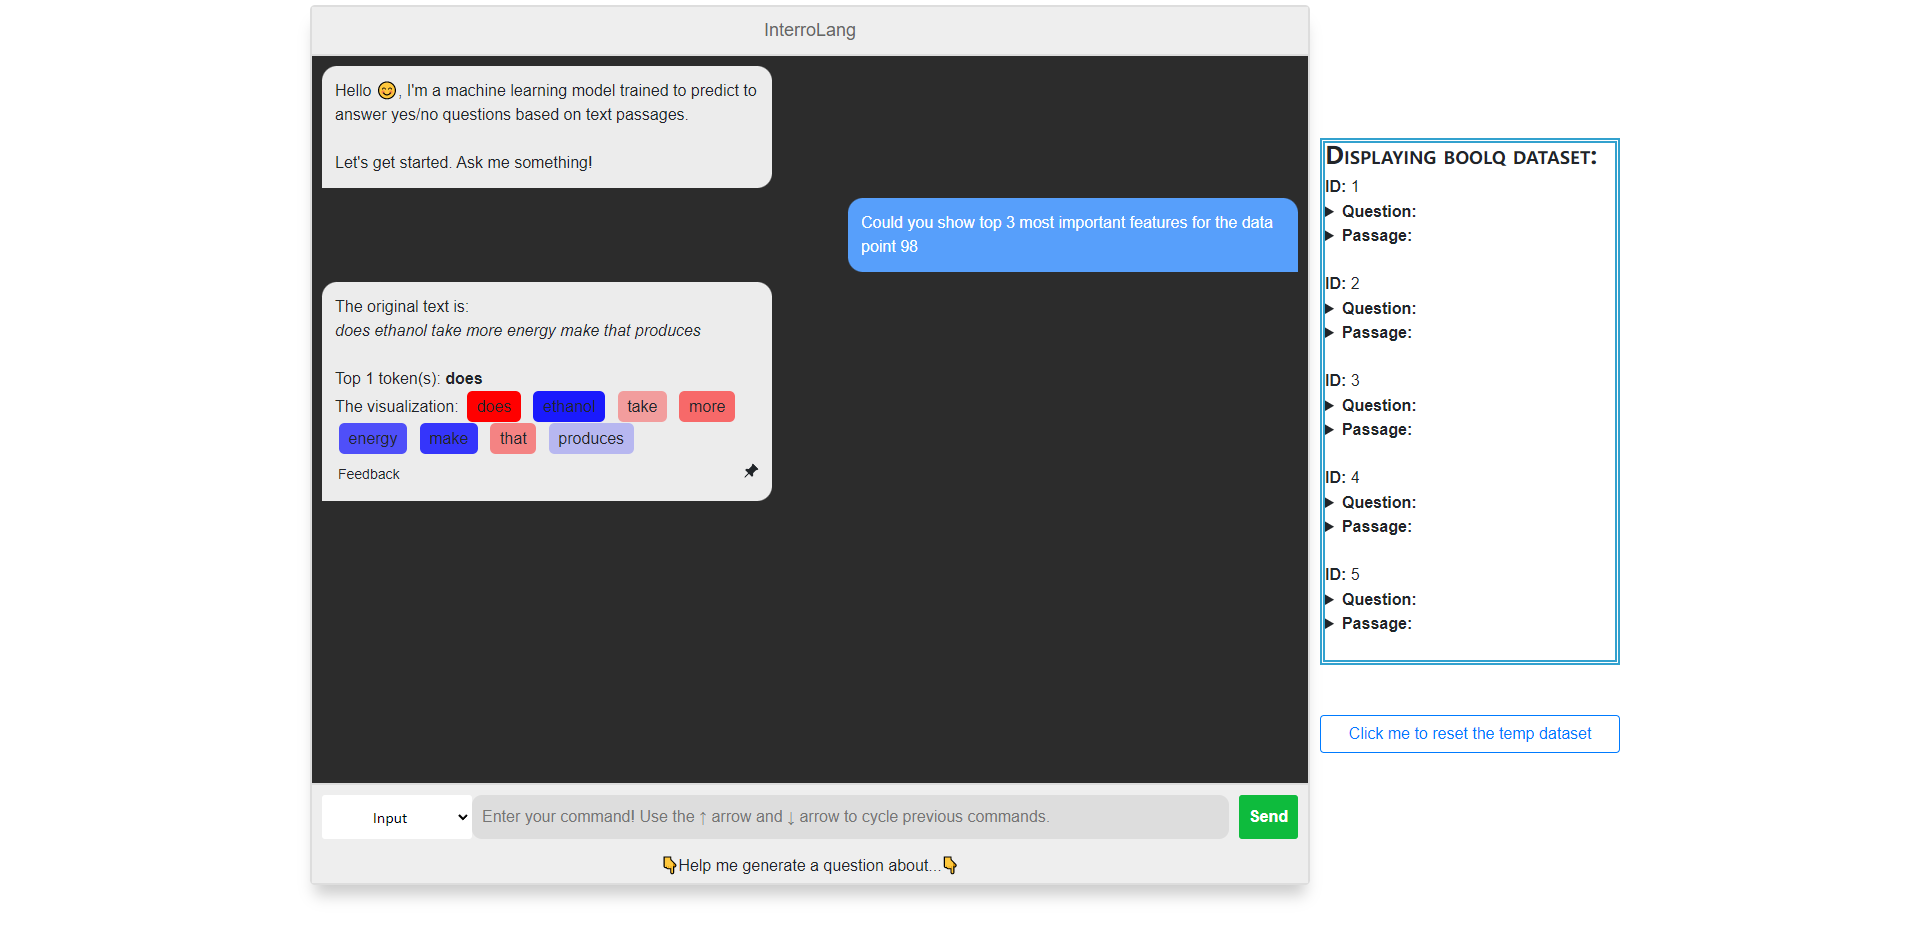 InterroLang
Hello 😊, I'm a machine learning model trained to predict to
answer yes/no questions based on text passages.
Let's get started. Ask me something!
Could you show top 3 most important features for the data
point 98
The original text is:
does ethanol take more energy make that produces
Top 1 token(s): does
The visualization: does ethanol take more
energy make that produces
Feedback
Input
Enter your command! Use the ↑ arrow and ↓ arrow to cycle previous commands.
Send
👇Help me generate a question about...👇
Displaying boolq dataset:
ID: 1
Question:
Passage:
ID: 2
Question:
Passage:
ID: 3
Question:
Passage:
ID: 4
Question:
Passage:
ID: 5
Question:
Passage:
Click me to reset the temp dataset